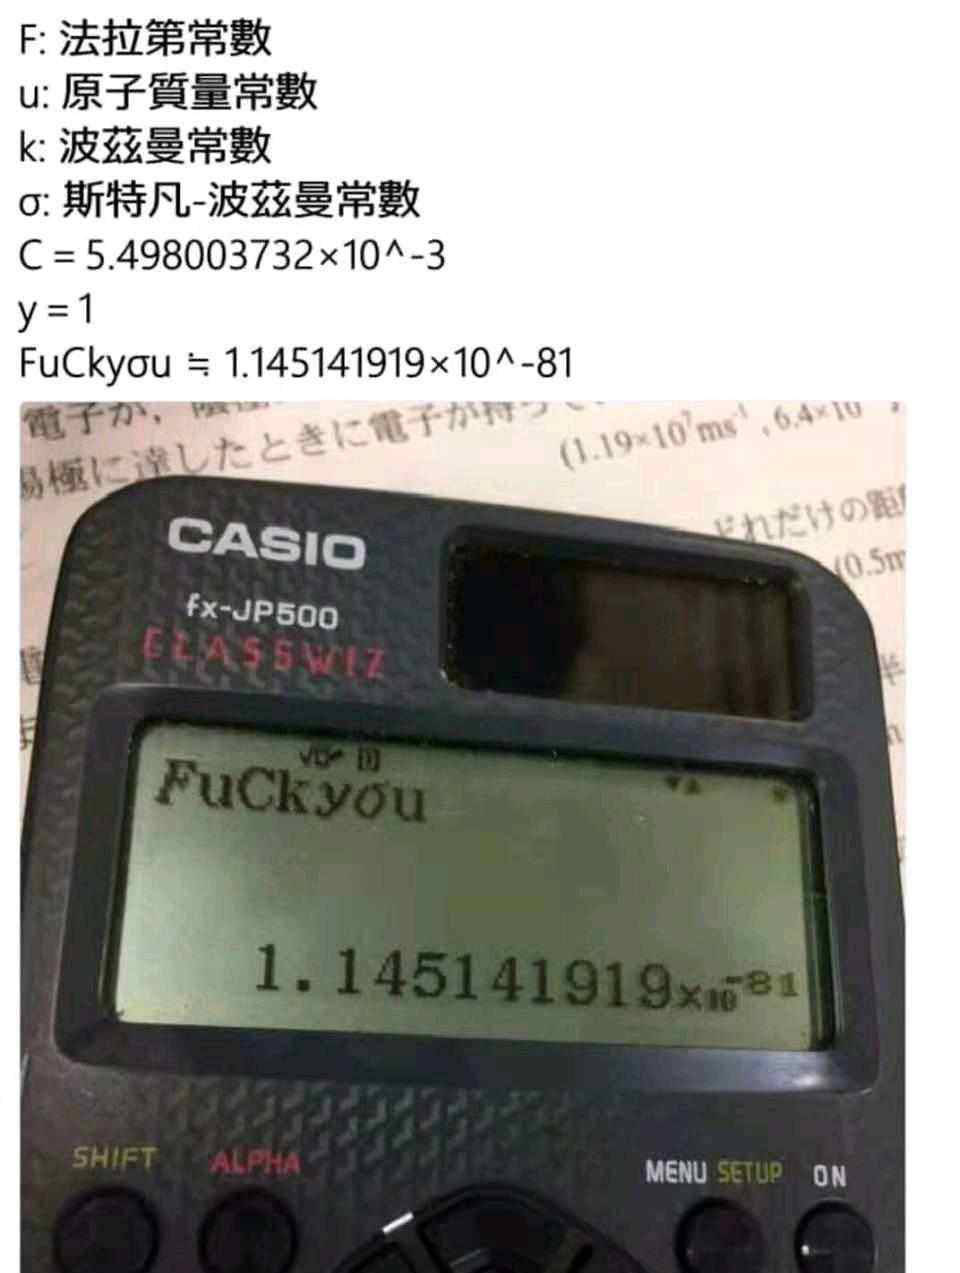 F: 法拉第常數
u: 原子質量常數
k: 波茲曼常數
σ: 斯特凡-波茲曼常數
C = 5.498003732×10^-3
y = 1
FuCkyσu ≒ 1.145141919×10^-81
電子が,
極に達したときに電子が持っ
(1.19×10⁷ms⁻¹, 6.4×10
どれだけの距
(0.5m
CASIO
fx-JP500
CLASSWIZ
FuCkyσu
1.145141919×10⁻⁸¹
SHIFT ALPHA MENU SETUP ON